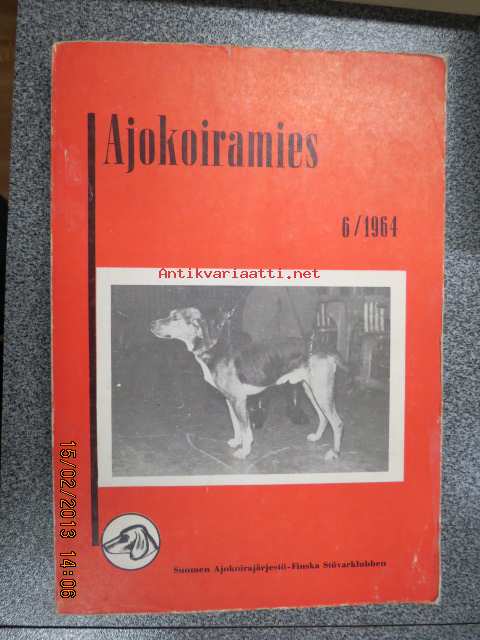 Ajokoiramies
6/1964
Antikvariaatti.net
15/02/2013 14:06
Suomen Ajokoirajärjestö-Finska Stövarklubben